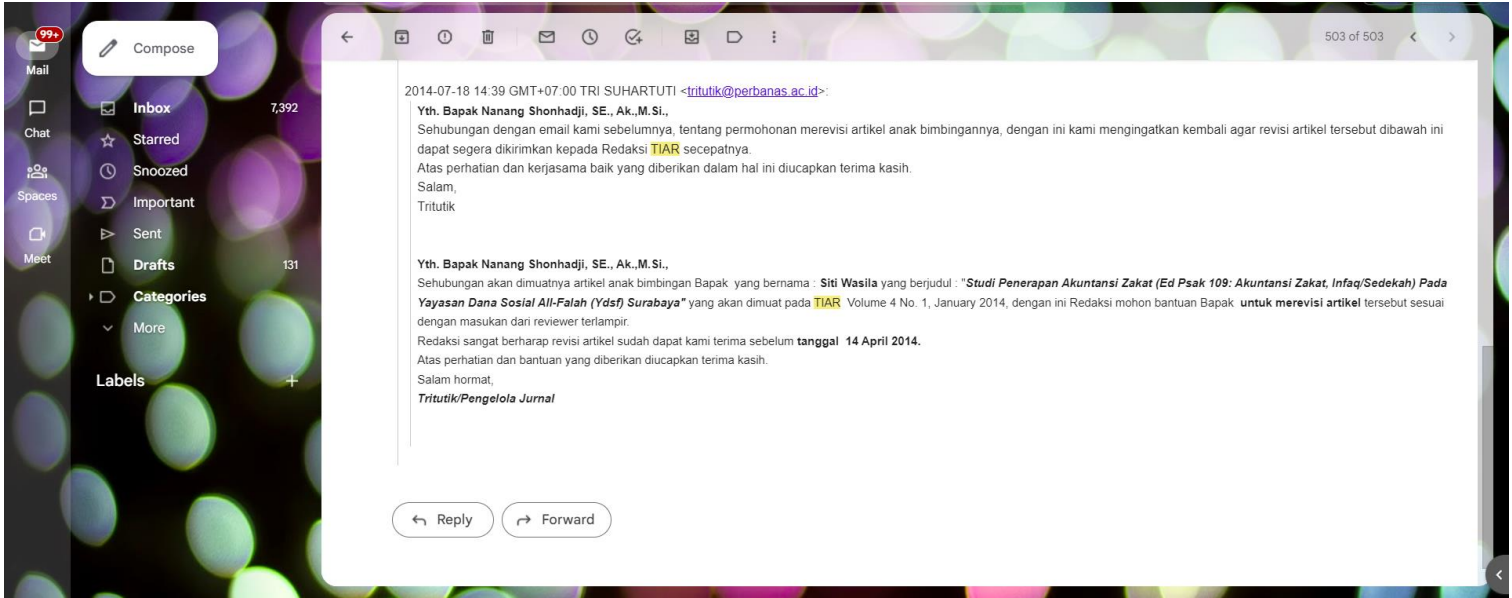 99+
Mail
Chat
Spaces
Meet
Compose
Inbox 7,392
Starred
Snoozed
Important
Sent
Drafts 131
Categories
More
Labels +
503 of 503
2014-07-18 14:39 GMT+07:00 TRI SUHARTUTI <tritutik@perbanas.ac.id>:
Yth. Bapak Nanang Shonhadji, SE., Ak.,M.Si.,
Sehubungan dengan email kami sebelumnya, tentang permohonan merevisi artikel anak bimbingannya, dengan ini kami mengingatkan kembali agar revisi artikel tersebut dibawah ini
dapat segera dikirimkan kepada Redaksi TIAR secepatnya.
Atas perhatian dan kerjasama baik yang diberikan dalam hal ini diucapkan terima kasih.
Salam,
Tritutik
Yth. Bapak Nanang Shonhadji, SE., Ak.,M.Si.,
Sehubungan akan dimuatnya artikel anak bimbingan Bapak yang bernama : Siti Wasila yang berjudul : "Studi Penerapan Akuntansi Zakat (Ed Psak 109: Akuntansi Zakat, Infaq/Sedekah) Pada
Yayasan Dana Sosial All-Falah (Ydsf) Surabaya" yang akan dimuat pada TIAR Volume 4 No. 1, January 2014, dengan ini Redaksi mohon bantuan Bapak untuk merevisi artikel tersebut sesuai
dengan masukan dari reviewer terlampir.
Redaksi sangat berharap revisi artikel sudah dapat kami terima sebelum tanggal 14 April 2014.
Atas perhatian dan bantuan yang diberikan diucapkan terima kasih.
Salam hormat,
Tritutik/Pengelola Jurnal
Reply
Forward